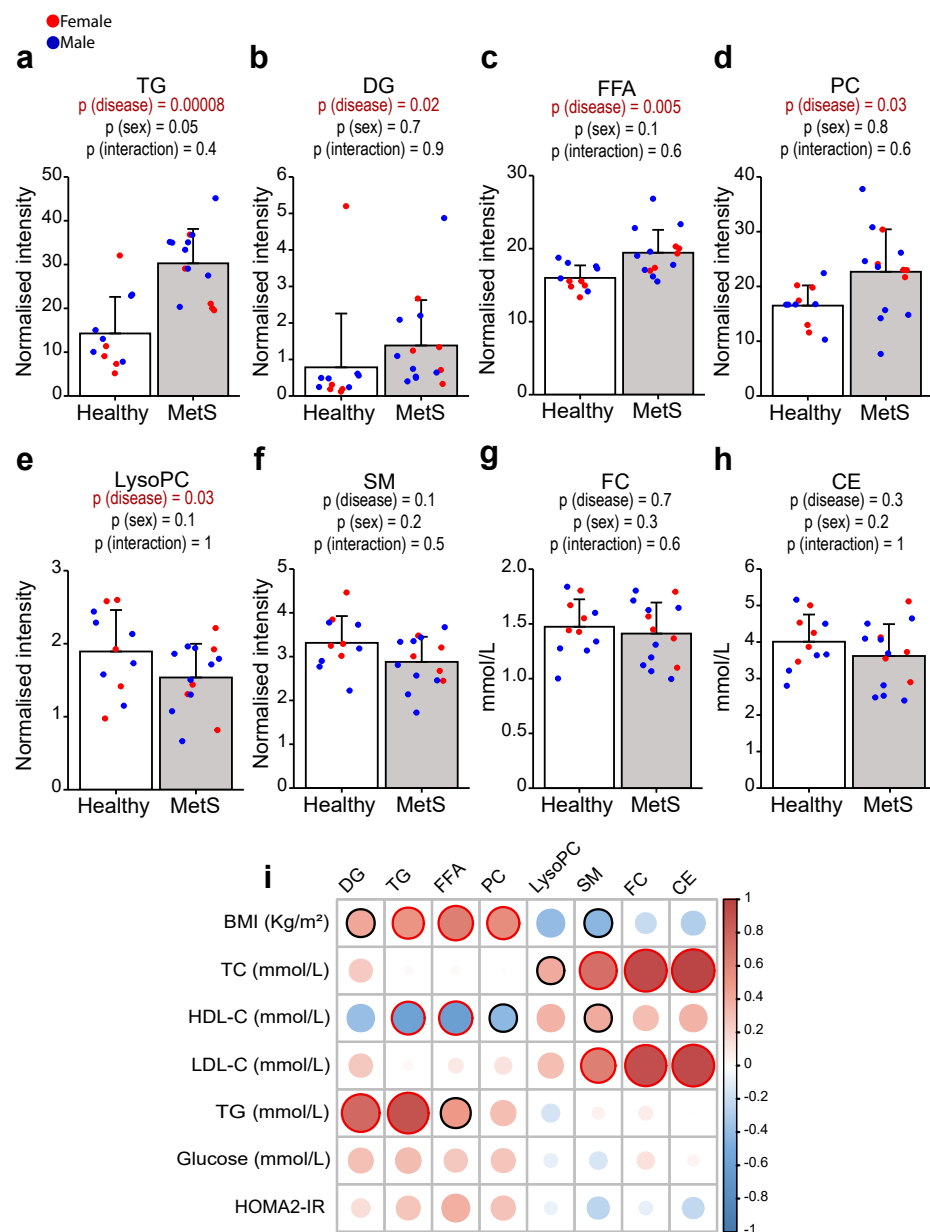 Female
Male
a
TG
p (disease) = 0.00008
p (sex) = 0.05
p (interaction) = 0.4
Normalised intensity
50
40
30
20
10
0
Healthy
MetS
b
DG
p (disease) = 0.02
p (sex) = 0.7
p (interaction) = 0.9
Normalised intensity
6
5
4
3
2
1
0
Healthy
MetS
c
FFA
p (disease) = 0.005
p (sex) = 0.1
p (interaction) = 0.6
Normalised intensity
30
20
10
0
Healthy
MetS
d
PC
p (disease) = 0.03
p (sex) = 0.8
p (interaction) = 0.6
Normalised intensity
40
30
20
10
0
Healthy
MetS
e
LysoPC
p (disease) = 0.03
p (sex) = 0.1
p (interaction) = 1
Normalised intensity
3
2
1
0
Healthy
MetS
f
SM
p (disease) = 0.1
p (sex) = 0.2
p (interaction) = 0.5
Normalised intensity
5
4
3
2
1
0
Healthy
MetS
g
FC
p (disease) = 0.7
p (sex) = 0.3
p (interaction) = 0.6
mmol/L
2.0
1.5
1.0
0.5
0.0
Healthy
MetS
h
CE
p (disease) = 0.3
p (sex) = 0.2
p (interaction) = 1
mmol/L
6
5
4
3
2
1
0
Healthy
MetS
i
DG
TG
FFA
PC
LysoPC
SM
FC
CE
BMI (Kg/m²)
TC (mmol/L)
HDL-C (mmol/L)
LDL-C (mmol/L)
TG (mmol/L)
Glucose (mmol/L)
HOMA2-IR
1
0.8
0.6
0.4
0.2
0
-0.2
-0.4
-0.6
-0.8
-1